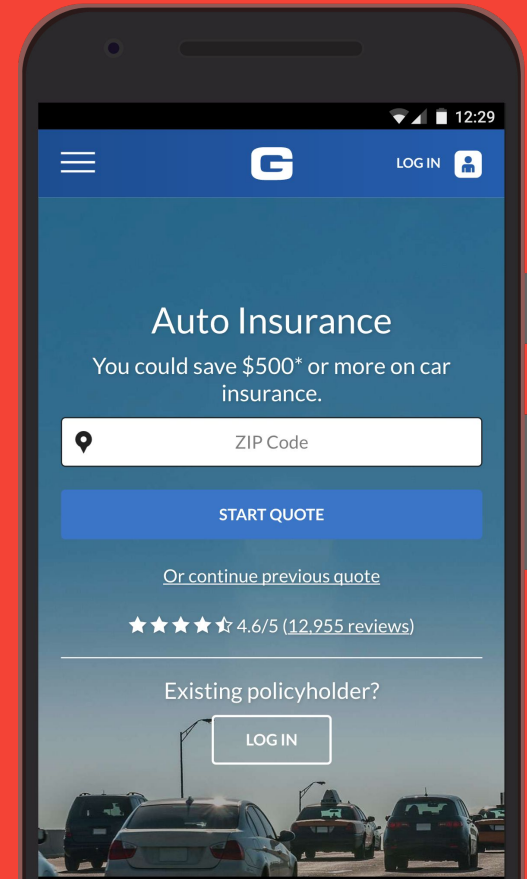 12:29
G
LOG IN
Auto Insurance
You could save $500* or more on car
insurance.
ZIP Code
START QUOTE
Or continue previous quote
4.6/5 (12,955 reviews)
Existing policyholder?
LOG IN